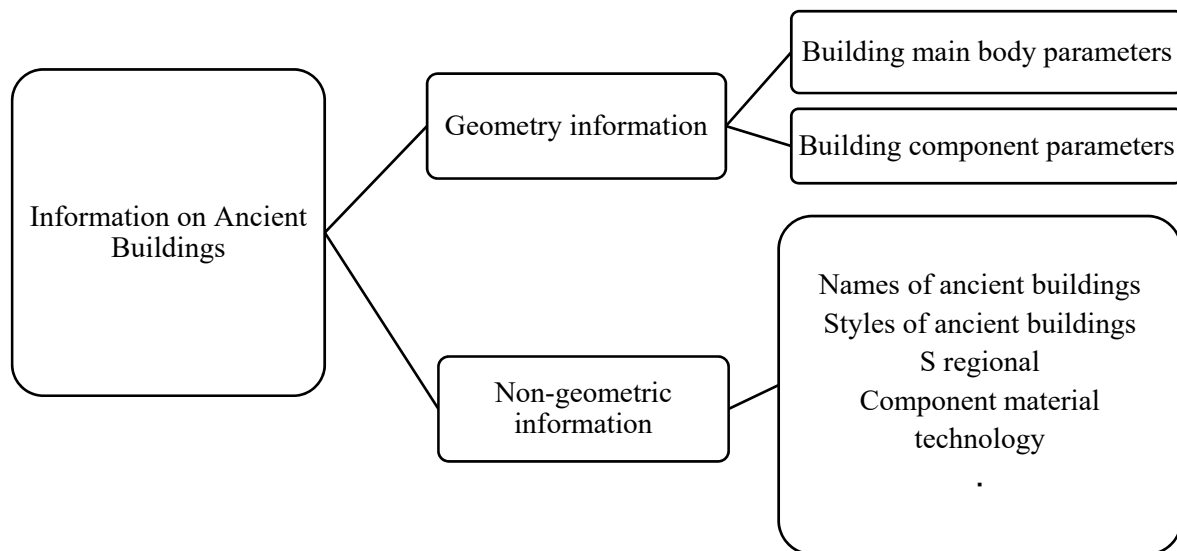 Information on Ancient
Buildings
Geometry information
Building main body parameters
Building component parameters
Non-geometric
information
Names of ancient buildings
Styles of ancient buildings
S regional
Component material
technology
.